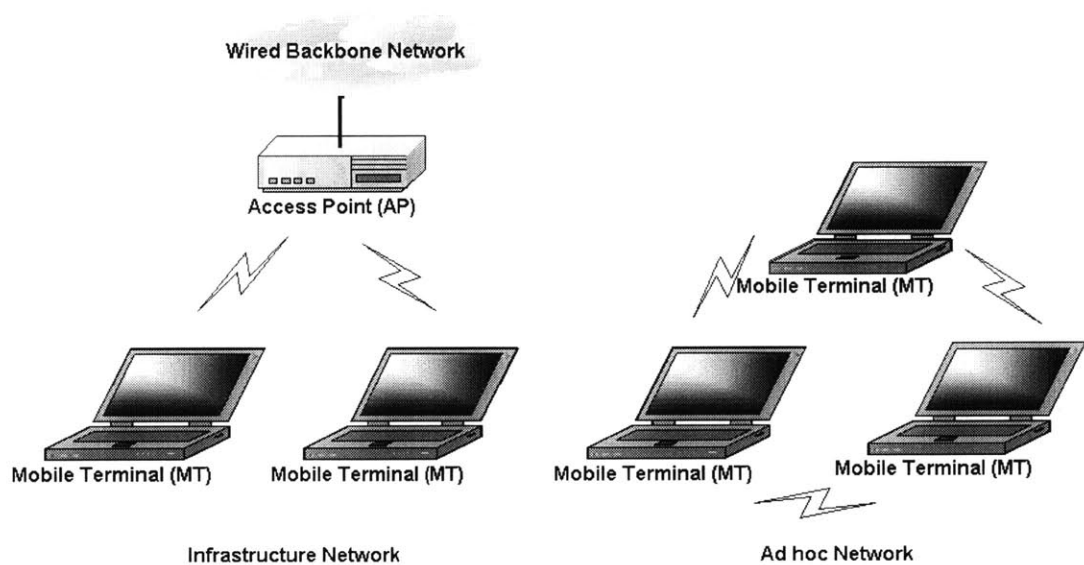 Wired Backbone Network
Access Point (AP)
Mobile Terminal (MT)
Mobile Terminal (MT)
Infrastructure Network
Mobile Terminal (MT)
Mobile Terminal (MT)
Mobile Terminal (MT)
Ad hoc Network